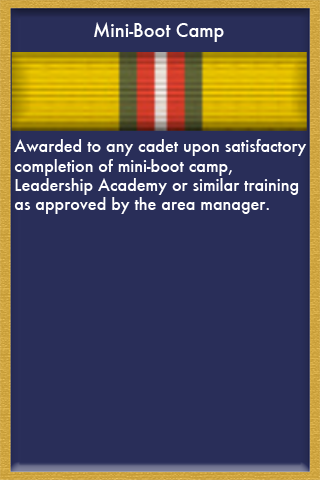 Mini-Boot Camp
Awarded to any cadet upon satisfactory
completion of mini-boot camp,
Leadership Academy or similar training
as approved by the area manager.